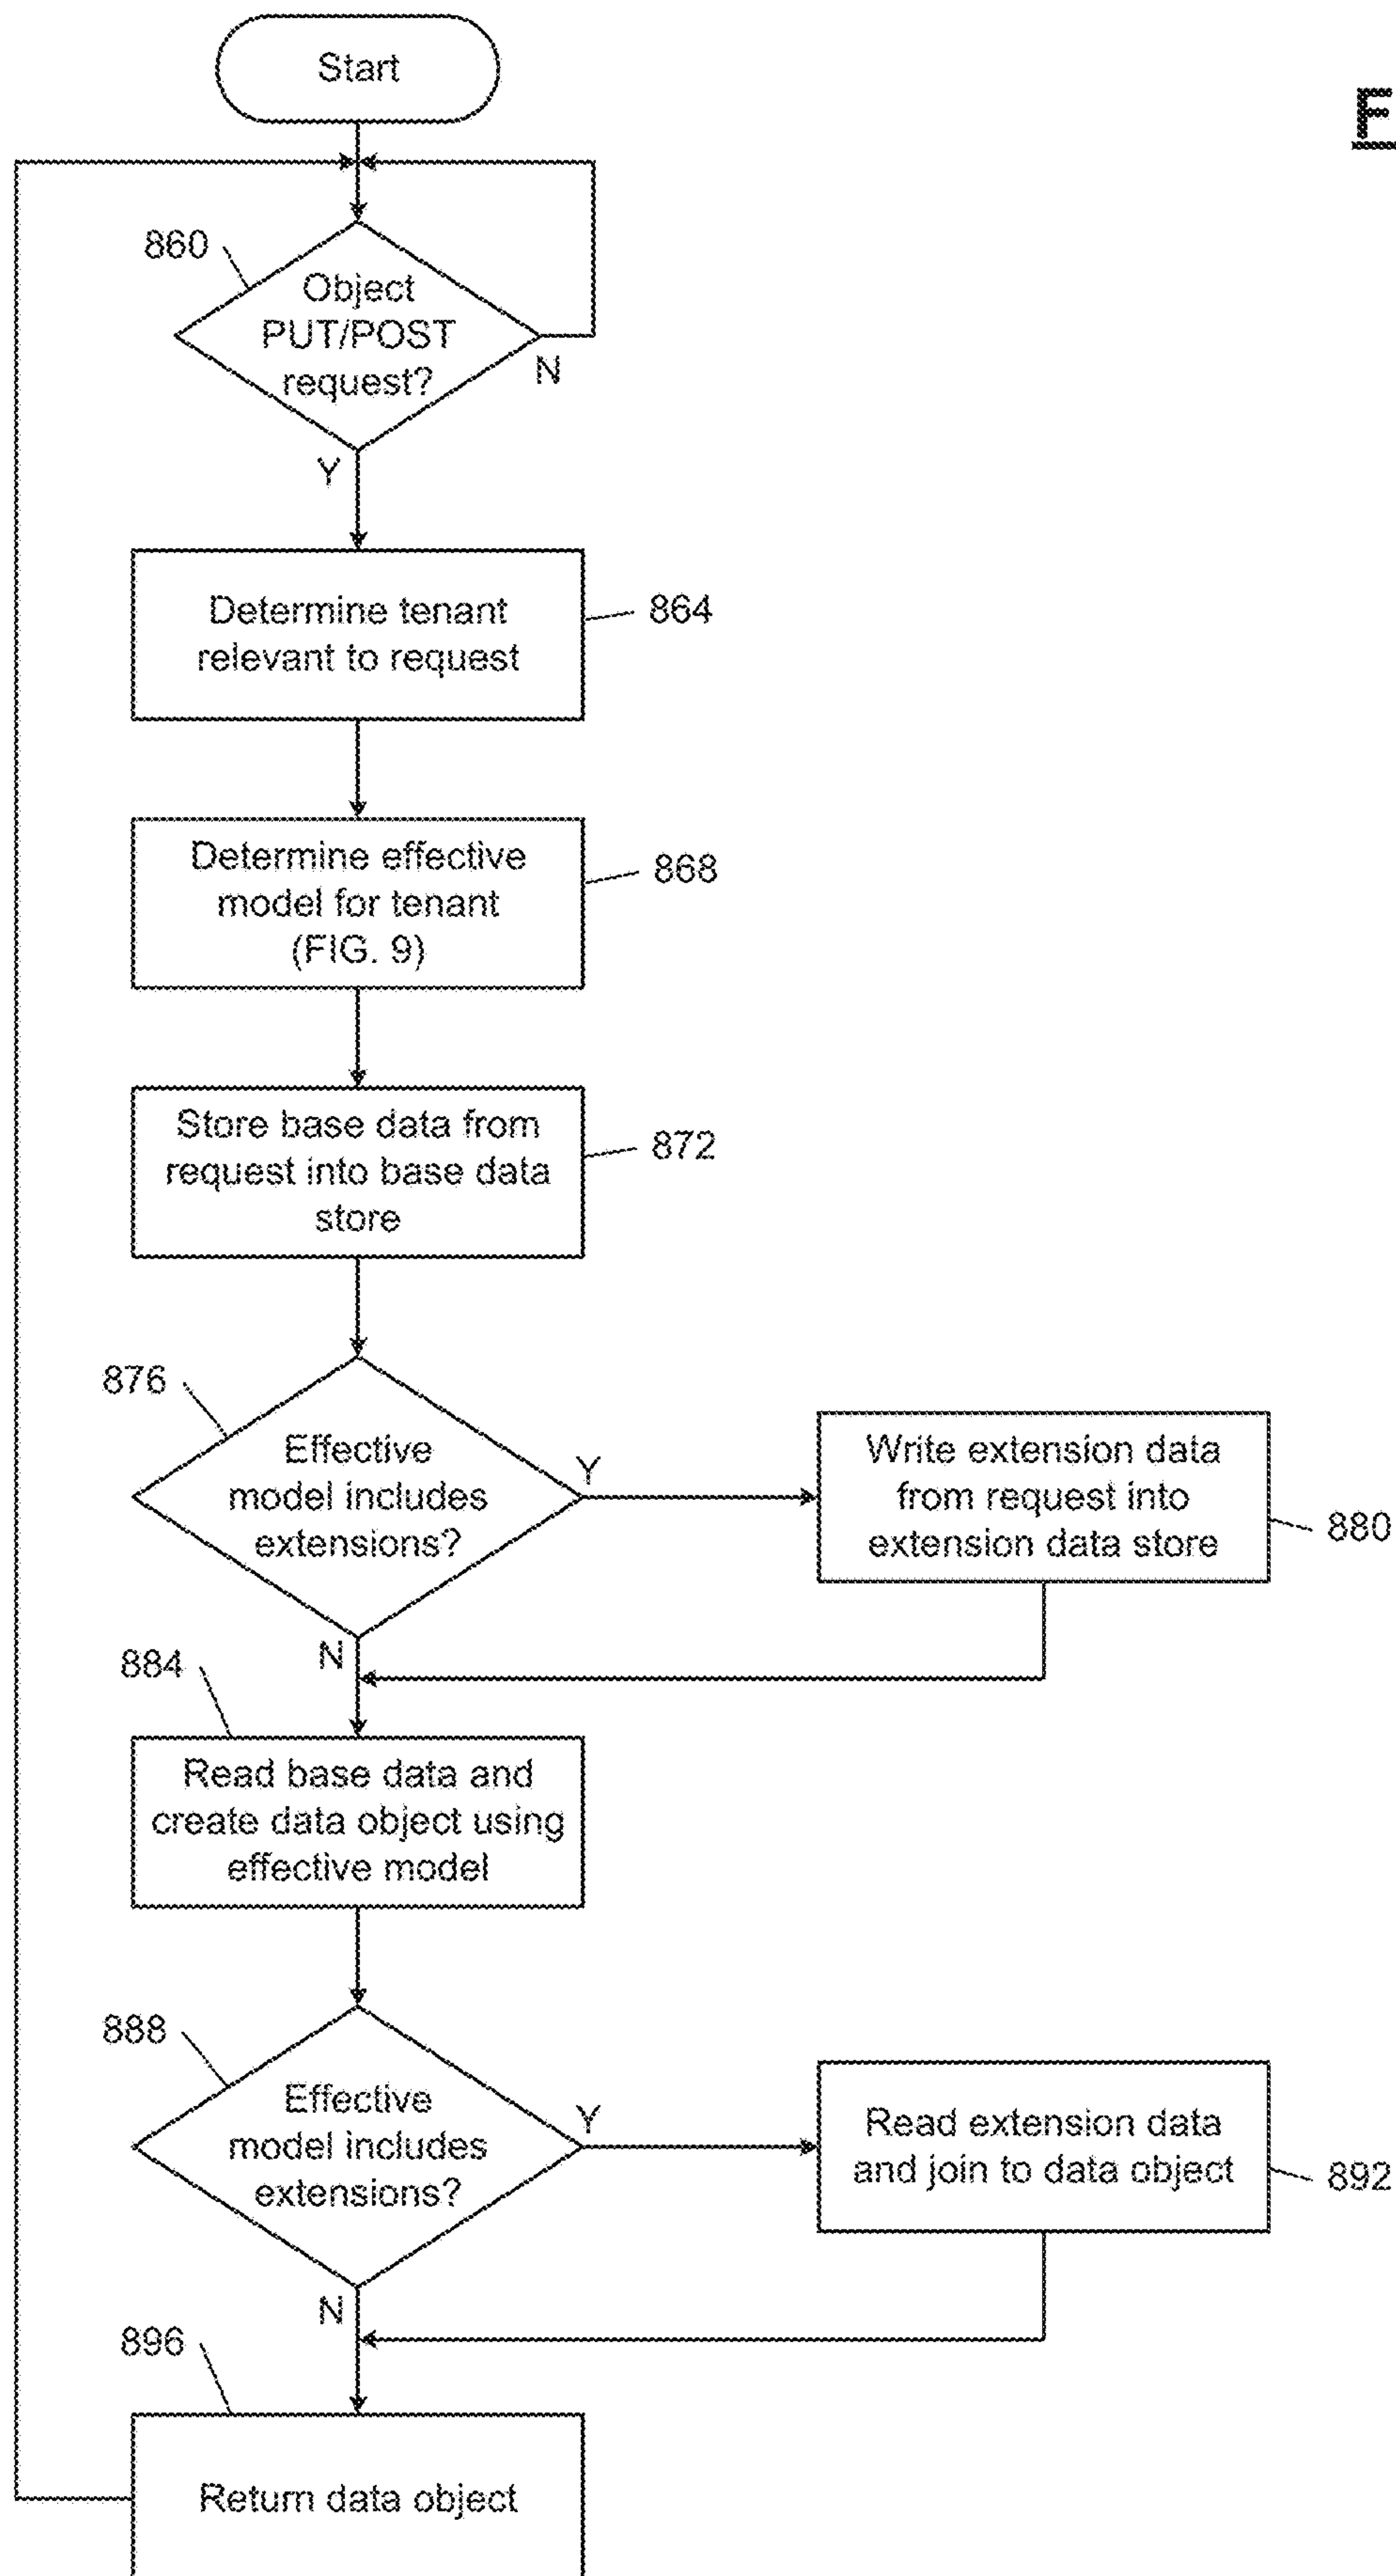 Start
F
860
Object
PUT/POST
request?
N
Y
Determine tenant
relevant to request
864
Determine effective
model for tenant
(FIG. 9)
868
Store base data from
request into base data
store
872
876
Effective
model includes
extensions?
Y
Write extension data
from request into
extension data store
880
N
884
Read base data and
create data object using
effective model
888
Effective
model includes
extensions?
Y
Read extension data
and join to data object
892
N
896
Return data object